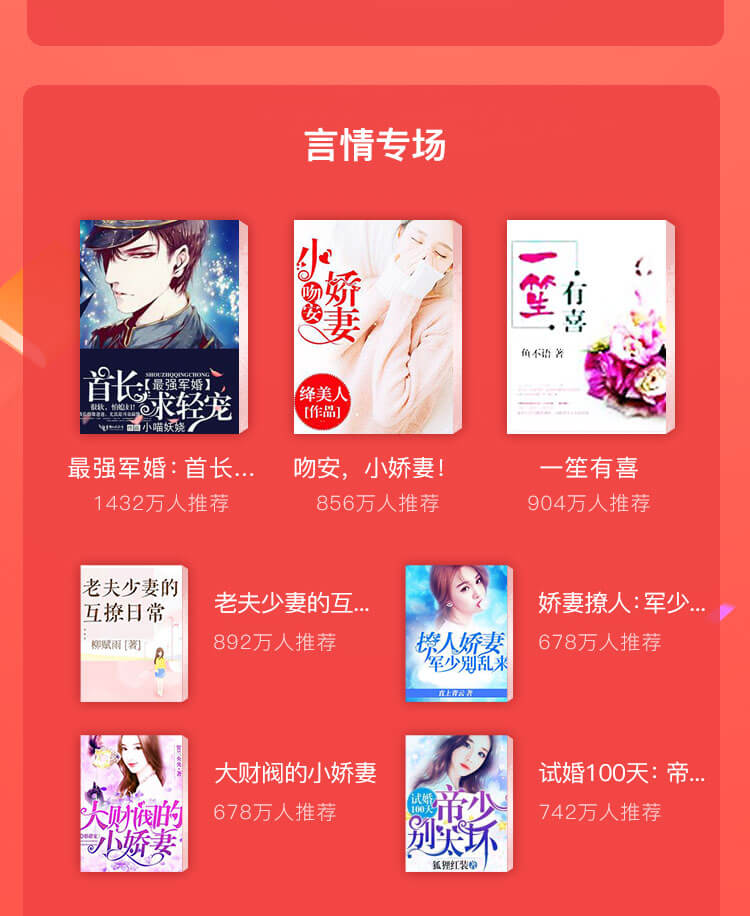 言情专场
首长
【最强军婚】
SHOUZHQQINGCHONG
求轻宠
作品 小喵妖娆
小娇妻
吻安
绛美人
[作品]
一笙
有喜
鱼不语 著
最强军婚：首长...
吻安，小娇妻！
一笙有喜
1432万人推荐
856万人推荐
904万人推荐
老夫少妻的
互撩日常
柳赋雨 [著]
老夫少妻的互...
892万人推荐
撩人娇妻
军少别乱来
直上青云 著
娇妻撩人：军少...
678万人推荐
大财阀的
小娇妻
大财阀的小娇妻
678万人推荐
试婚
100天
帝少
别太坏
狐狸红装 著
试婚100天：帝...
742万人推荐